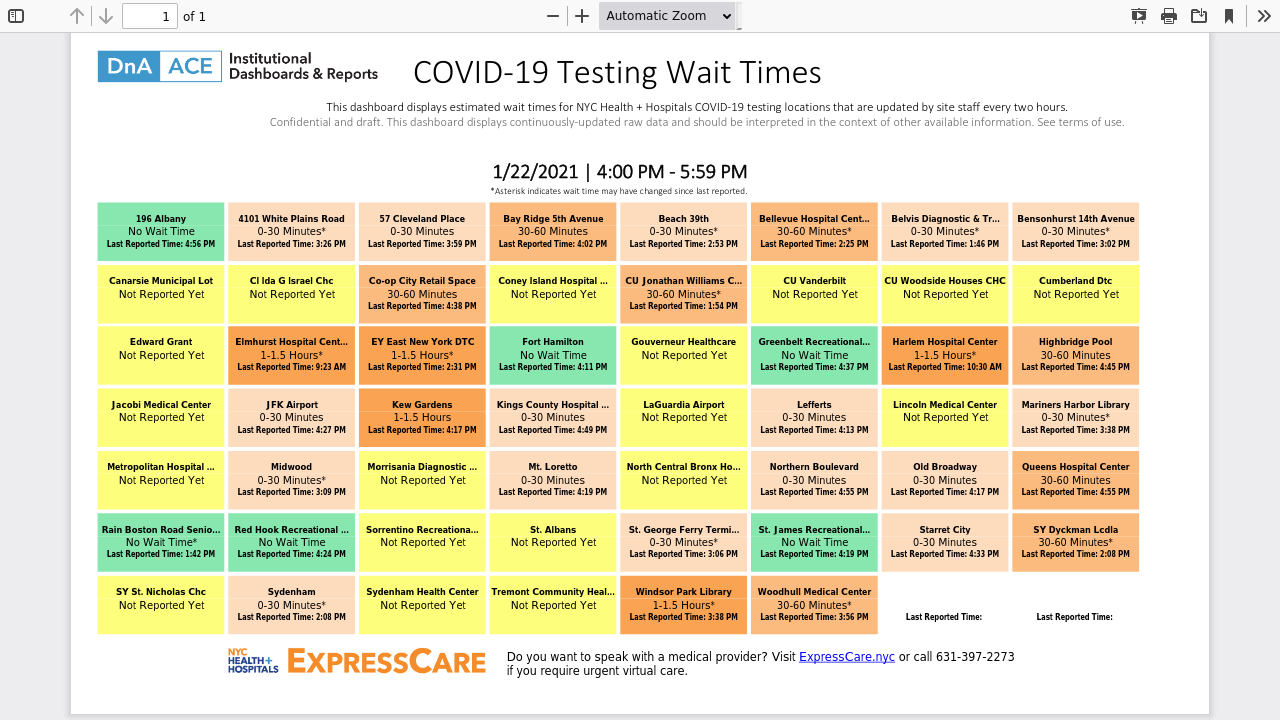 1 of 1 Automatic Zoom
DnA ACE Institutional
Dashboards & Reports
COVID-19 Testing Wait Times
This dashboard displays estimated wait times for NYC Health + Hospitals COVID-19 testing locations that are updated by site staff every two hours.
Confidential and draft. This dashboard displays continuously-updated raw data and should be interpreted in the context of other available information. See terms of use.
1/22/2021 | 4:00 PM - 5:59 PM
*Asterisk indicates wait time may have changed since last reported.
196 Albany
No Wait Time
Last Reported Time: 4:56 PM
4101 White Plains Road
0-30 Minutes*
Last Reported Time: 3:26 PM
57 Cleveland Place
0-30 Minutes
Last Reported Time: 3:59 PM
Bay Ridge 5th Avenue
30-60 Minutes
Last Reported Time: 4:02 PM
Beach 39th
0-30 Minutes*
Last Reported Time: 2:53 PM
Bellevue Hospital Cent...
30-60 Minutes*
Last Reported Time: 2:25 PM
Belvis Diagnostic & Tr...
0-30 Minutes*
Last Reported Time: 1:46 PM
Bensonhurst 14th Avenue
0-30 Minutes*
Last Reported Time: 3:02 PM
Canarsie Municipal Lot
Not Reported Yet
CI Ida G Israel Chc
Not Reported Yet
Co-op City Retail Space
30-60 Minutes
Last Reported Time: 4:38 PM
Coney Island Hospital ...
Not Reported Yet
CU Jonathan Williams C...
30-60 Minutes*
Last Reported Time: 1:54 PM
CU Vanderbilt
Not Reported Yet
CU Woodside Houses CHC
Not Reported Yet
Cumberland Dtc
Not Reported Yet
Edward Grant
Not Reported Yet
Elmhurst Hospital Cent...
1-1.5 Hours*
Last Reported Time: 9:23 AM
EY East New York DTC
1-1.5 Hours*
Last Reported Time: 2:31 PM
Fort Hamilton
No Wait Time
Last Reported Time: 4:11 PM
Gouverneur Healthcare
Not Reported Yet
Greenbelt Recreational...
No Wait Time
Last Reported Time: 4:37 PM
Harlem Hospital Center
1-1.5 Hours*
Last Reported Time: 10:30 AM
Highbridge Pool
30-60 Minutes
Last Reported Time: 4:45 PM
Jacobi Medical Center
Not Reported Yet
JFK Airport
0-30 Minutes
Last Reported Time: 4:27 PM
Kew Gardens
1-1.5 Hours
Last Reported Time: 4:17 PM
Kings County Hospital ...
0-30 Minutes
Last Reported Time: 4:49 PM
LaGuardia Airport
Not Reported Yet
Lefferts
0-30 Minutes
Last Reported Time: 4:13 PM
Lincoln Medical Center
Not Reported Yet
Mariners Harbor Library
0-30 Minutes*
Last Reported Time: 3:38 PM
Metropolitan Hospital ...
Not Reported Yet
Midwood
0-30 Minutes*
Last Reported Time: 3:09 PM
Morrisania Diagnostic ...
Not Reported Yet
Mt. Loretto
0-30 Minutes
Last Reported Time: 4:19 PM
North Central Bronx Ho...
Not Reported Yet
Northern Boulevard
0-30 Minutes
Last Reported Time: 4:55 PM
Old Broadway
0-30 Minutes
Last Reported Time: 4:17 PM
Queens Hospital Center
30-60 Minutes
Last Reported Time: 4:55 PM
Rain Boston Road Senio...
No Wait Time*
Last Reported Time: 1:42 PM
Red Hook Recreational ...
No Wait Time
Last Reported Time: 4:24 PM
Sorrentino Recreationa...
Not Reported Yet
St. Albans
Not Reported Yet
St. George Ferry Termi...
0-30 Minutes*
Last Reported Time: 3:06 PM
St. James Recreational...
No Wait Time
Last Reported Time: 4:19 PM
Starret City
0-30 Minutes
Last Reported Time: 4:33 PM
SY Dyckman Lcdla
30-60 Minutes*
Last Reported Time: 2:08 PM
SY St. Nicholas Chc
Not Reported Yet
Sydenham
0-30 Minutes*
Last Reported Time: 2:08 PM
Sydenham Health Center
Not Reported Yet
Tremont Community Heal...
Not Reported Yet
Windsor Park Library
1-1.5 Hours*
Last Reported Time: 3:38 PM
Woodhull Medical Center
30-60 Minutes*
Last Reported Time: 3:56 PM
Last Reported Time:
Last Reported Time:
NYC
HEALTH+
HOSPITALS
EXPRESSCARE
Do you want to speak with a medical provider? Visit ExpressCare.nyc or call 631-397-2273
if you require urgent virtual care.